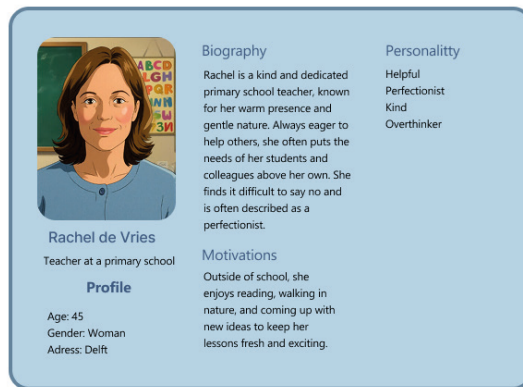 ABCD
Rachel de Vries
Teacher at a primary school
Profile
Age: 45
Gender: Woman
Adress: Delft
Biography
Rachel is a kind and dedicated
primary school teacher, known
for her warm presence and
gentle nature. Always eager to
help others, she often puts the
needs of her students and
colleagues above her own. She
finds it difficult to say no and
is often described as a
perfectionist.
Motivations
Outside of school, she
enjoys reading, walking in
nature, and coming up with
new ideas to keep her
lessons fresh and exciting.
Personalitty
Helpful
Perfectionist
Kind
Overthinker